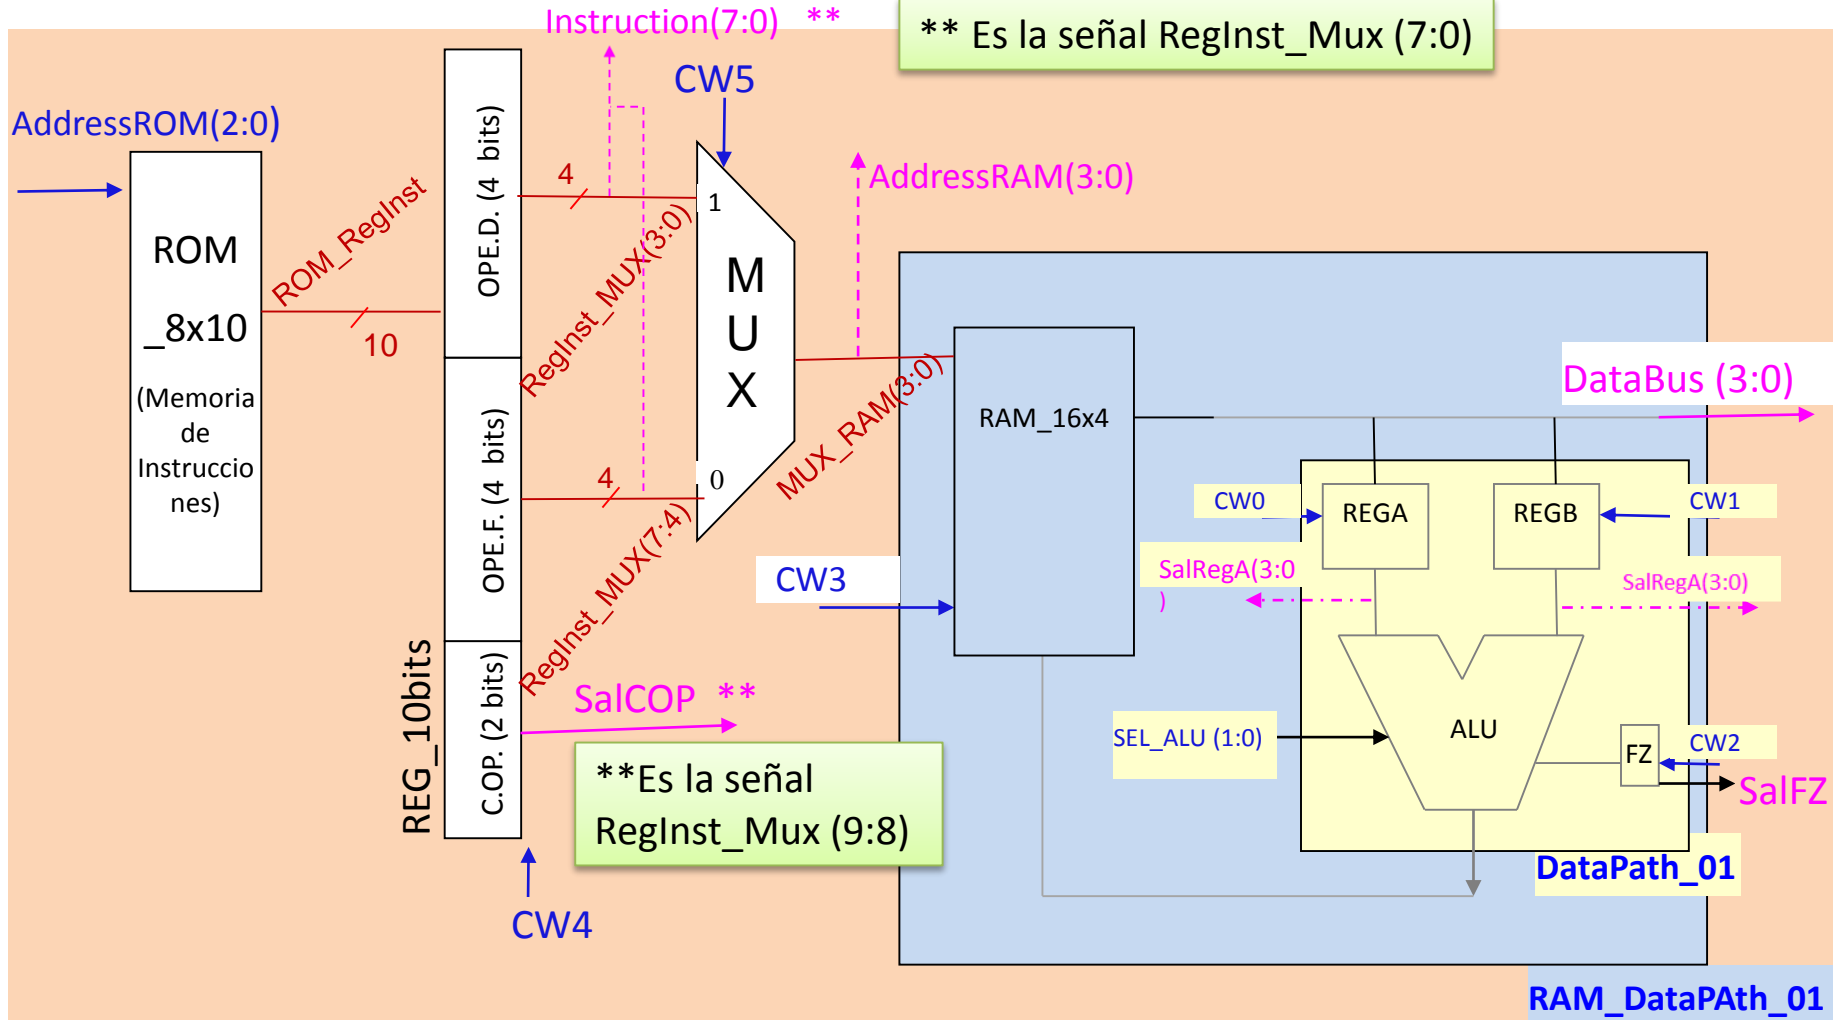 Instruction(7:0) **
** Es la señal RegInst_Mux (7:0)
CW5
AddressROM(2:0)
ROM
_8x10
(Memoria
de
Instruccio
nes)
ROM_RegInst
10
REG_10bits
OPE.D. (4 bits)
OPE.F. (4 bits)
C.OP. (2 bits)
4
RegInst_MUX(3:0)
4
RegInst_MUX(7:4)
1
M
U
X
0
AddressRAM(3:0)
MUX_RAM(3:0)
SalCOP **
**Es la señal
RegInst_Mux (9:8)
CW4
CW3
RAM_16x4
DataBus (3:0)
CW0
REGA
REGB
CW1
SalRegA(3:0
)
SalRegA(3:0)
SEL_ALU (1:0)
ALU
FZ
CW2
SalFZ
DataPath_01
RAM_DataPAth_01